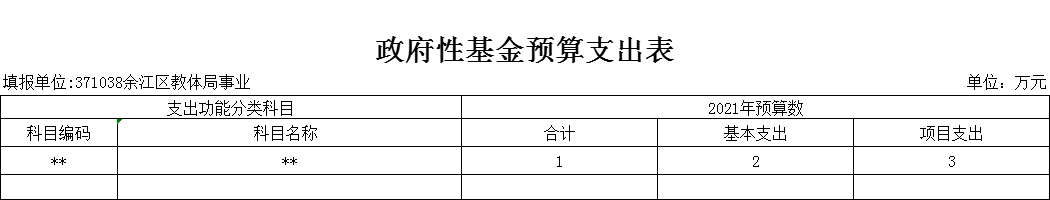 政府性基金预算支出表
填报单位:371038余江区教体局事业 单位：万元
支出功能分类科目 2021年预算数
科目编码 科目名称 合计 基本支出 项目支出
** ** 1 2 3